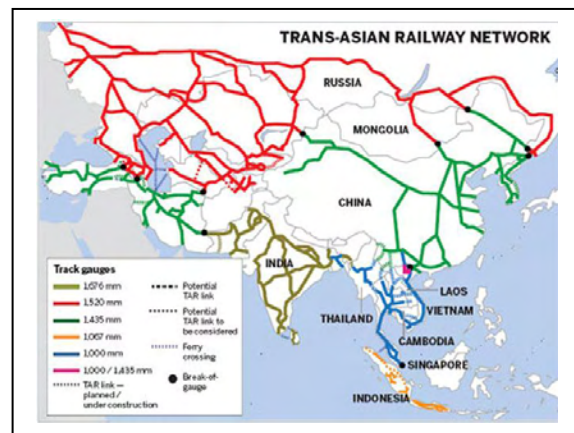 TRANS-ASIAN RAILWAY NETWORK
RUSSIA
MONGOLIA
CHINA
INDIA
LAOS
VIETNAM
THAILAND
CAMBODIA
SINGAPORE
INDONESIA
Track gauges
1,676 mm
1,520 mm
1,435 mm
1,067 mm
1,000 mm
1,000 / 1,435 mm
TAR link —
planned /
under construction
Potential
TAR link
Potential
TAR link to
be considered
Ferry
crossing
Break-of-
gauge